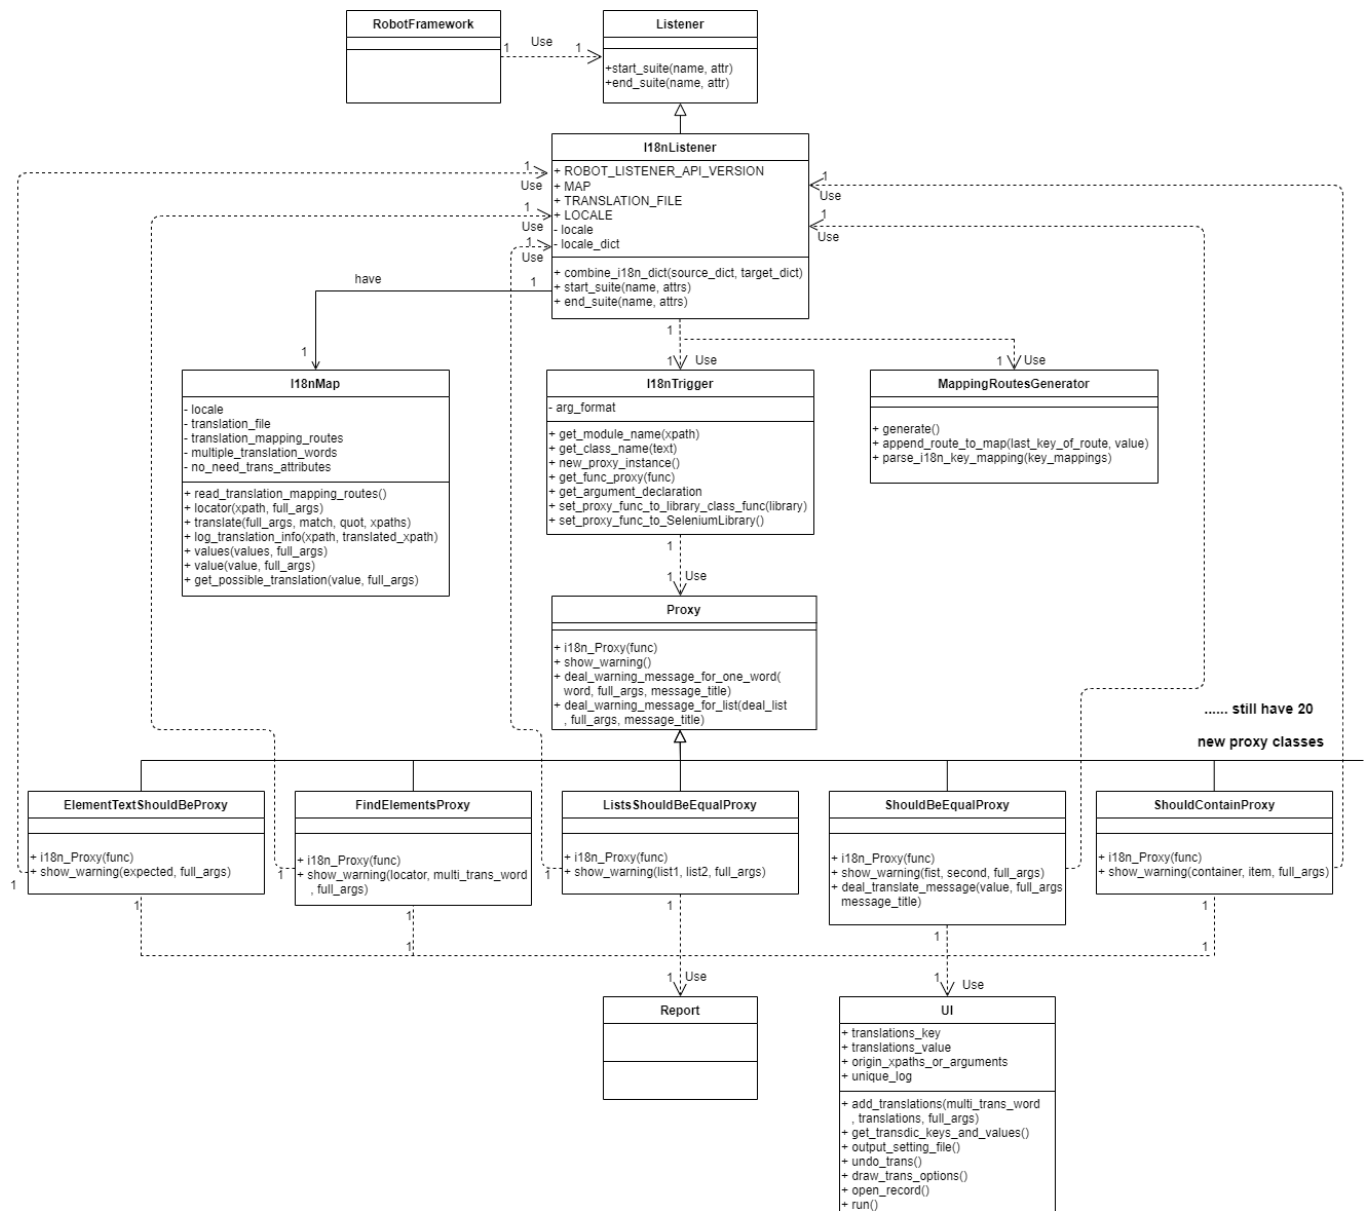 RobotFramework
Listener
1
Use
1
+start_suite(name, attr)
+end_suite(name, attr)
I18nListener
+ ROBOT_LISTENER_API_VERSION
+ MAP
+ TRANSLATION_FILE
+ LOCALE
- locale
- locale_dict
+ combine_i18n_dict(source_dict, target_dict)
+ start_suite(name, attrs)
+ end_suite(name, attrs)
1
Use
1
Use
1
Use
1
Use
1
Use
have
1
1
1
1
Use
1
Use
I18nMap
- locale
- translation_file
- translation_mapping_routes
- multiple_translation_words
- no_need_trans_attributes
+ read_translation_mapping_routes()
+ locator(xpath, full_args)
+ translate(full_args, match, quot, xpaths)
+ log_translation_info(xpath, translated_xpath)
+ values(values, full_args)
+ value(value, full_args)
+ get_possible_translation(value, full_args)
I18nTrigger
- arg_format
+ get_module_name(xpath)
+ get_class_name(text)
+ new_proxy_instance()
+ get_func_proxy(func)
+ get_argument_declaration
+ set_proxy_func_to_library_class_func(library)
+ set_proxy_func_to_SeleniumLibrary()
MappingRoutesGenerator
+ generate()
+ append_route_to_map(last_key_of_route, value)
+ parse_i18n_key_mapping(key_mappings)
1
1
Use
Proxy
+ i18n_Proxy(func)
+ show_warning()
+ deal_warning_message_for_one_word(
word, full_args, message_title)
+ deal_warning_message_for_list(deal_list
, full_args, message_title)
...... still have 20
new proxy classes
ElementTextShouldBeProxy
+ i18n_Proxy(func)
+ show_warning(expected, full_args)
1
1
FindElementsProxy
+ i18n_Proxy(func)
+ show_warning(locator, multi_trans_word
, full_args)
1
1
1
ListsShouldBeEqualProxy
+ i18n_Proxy(func)
+ show_warning(list1, list2, full_args)
1
1
ShouldBeEqualProxy
+ i18n_Proxy(func)
+ show_warning(fist, second, full_args)
+ deal_translate_message(value, full_args
message_title)
1
1
ShouldContainProxy
+ i18n_Proxy(func)
+ show_warning(container, item, full_args)
1
1
1
1
Use
1
Use
Report
UI
+ translations_key
+ translations_value
+ origin_xpaths_or_arguments
+ unique_log
+ add_translations(multi_trans_word
, translations, full_args)
+ get_transdic_keys_and_values()
+ output_setting_file()
+ undo_trans()
+ draw_trans_options()
+ open_record()
+ run()